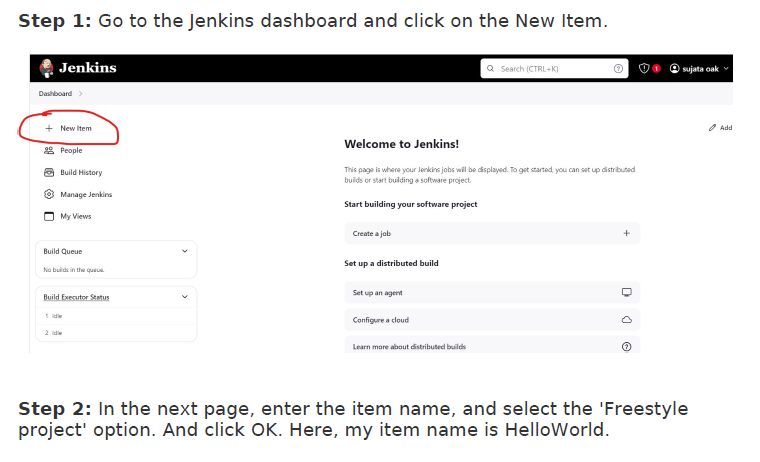 Step 1: Go to the Jenkins dashboard and click on the New Item.
Jenkins
Search (CTRL+K)
1
sujata oak
Dashboard
New Item
People
Build History
Manage Jenkins
My Views
Build Queue
No builds in the queue.
Build Executor Status
1 Idle
2 Idle
Add
Welcome to Jenkins!
This page is where your Jenkins jobs will be displayed. To get started, you can set up distributed
builds or start building a software project.
Start building your software project
Create a job
Set up a distributed build
Set up an agent
Configure a cloud
Learn more about distributed builds
Step 2: In the next page, enter the item name, and select the 'Freestyle
project' option. And click OK. Here, my item name is HelloWorld.